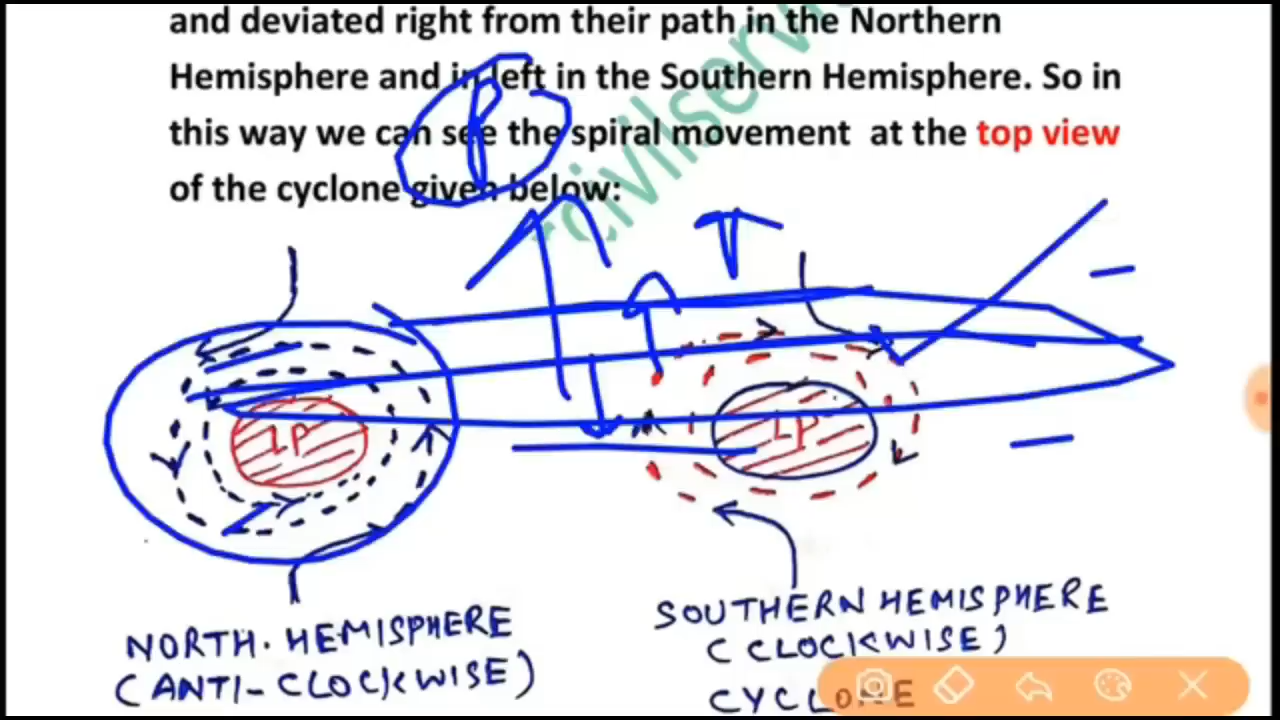 and deviated right from their path in the Northern
Hemisphere and in left in the Southern Hemisphere. So in
this way we can see the spiral movement at the top view
of the cyclone given below:
P
LP
LP
NORTH. HEMISPHERE
(ANTI-CLOCKWISE)
SOUTHERN HEMISPHERE
(CLOCKWISE)
CYCLONE